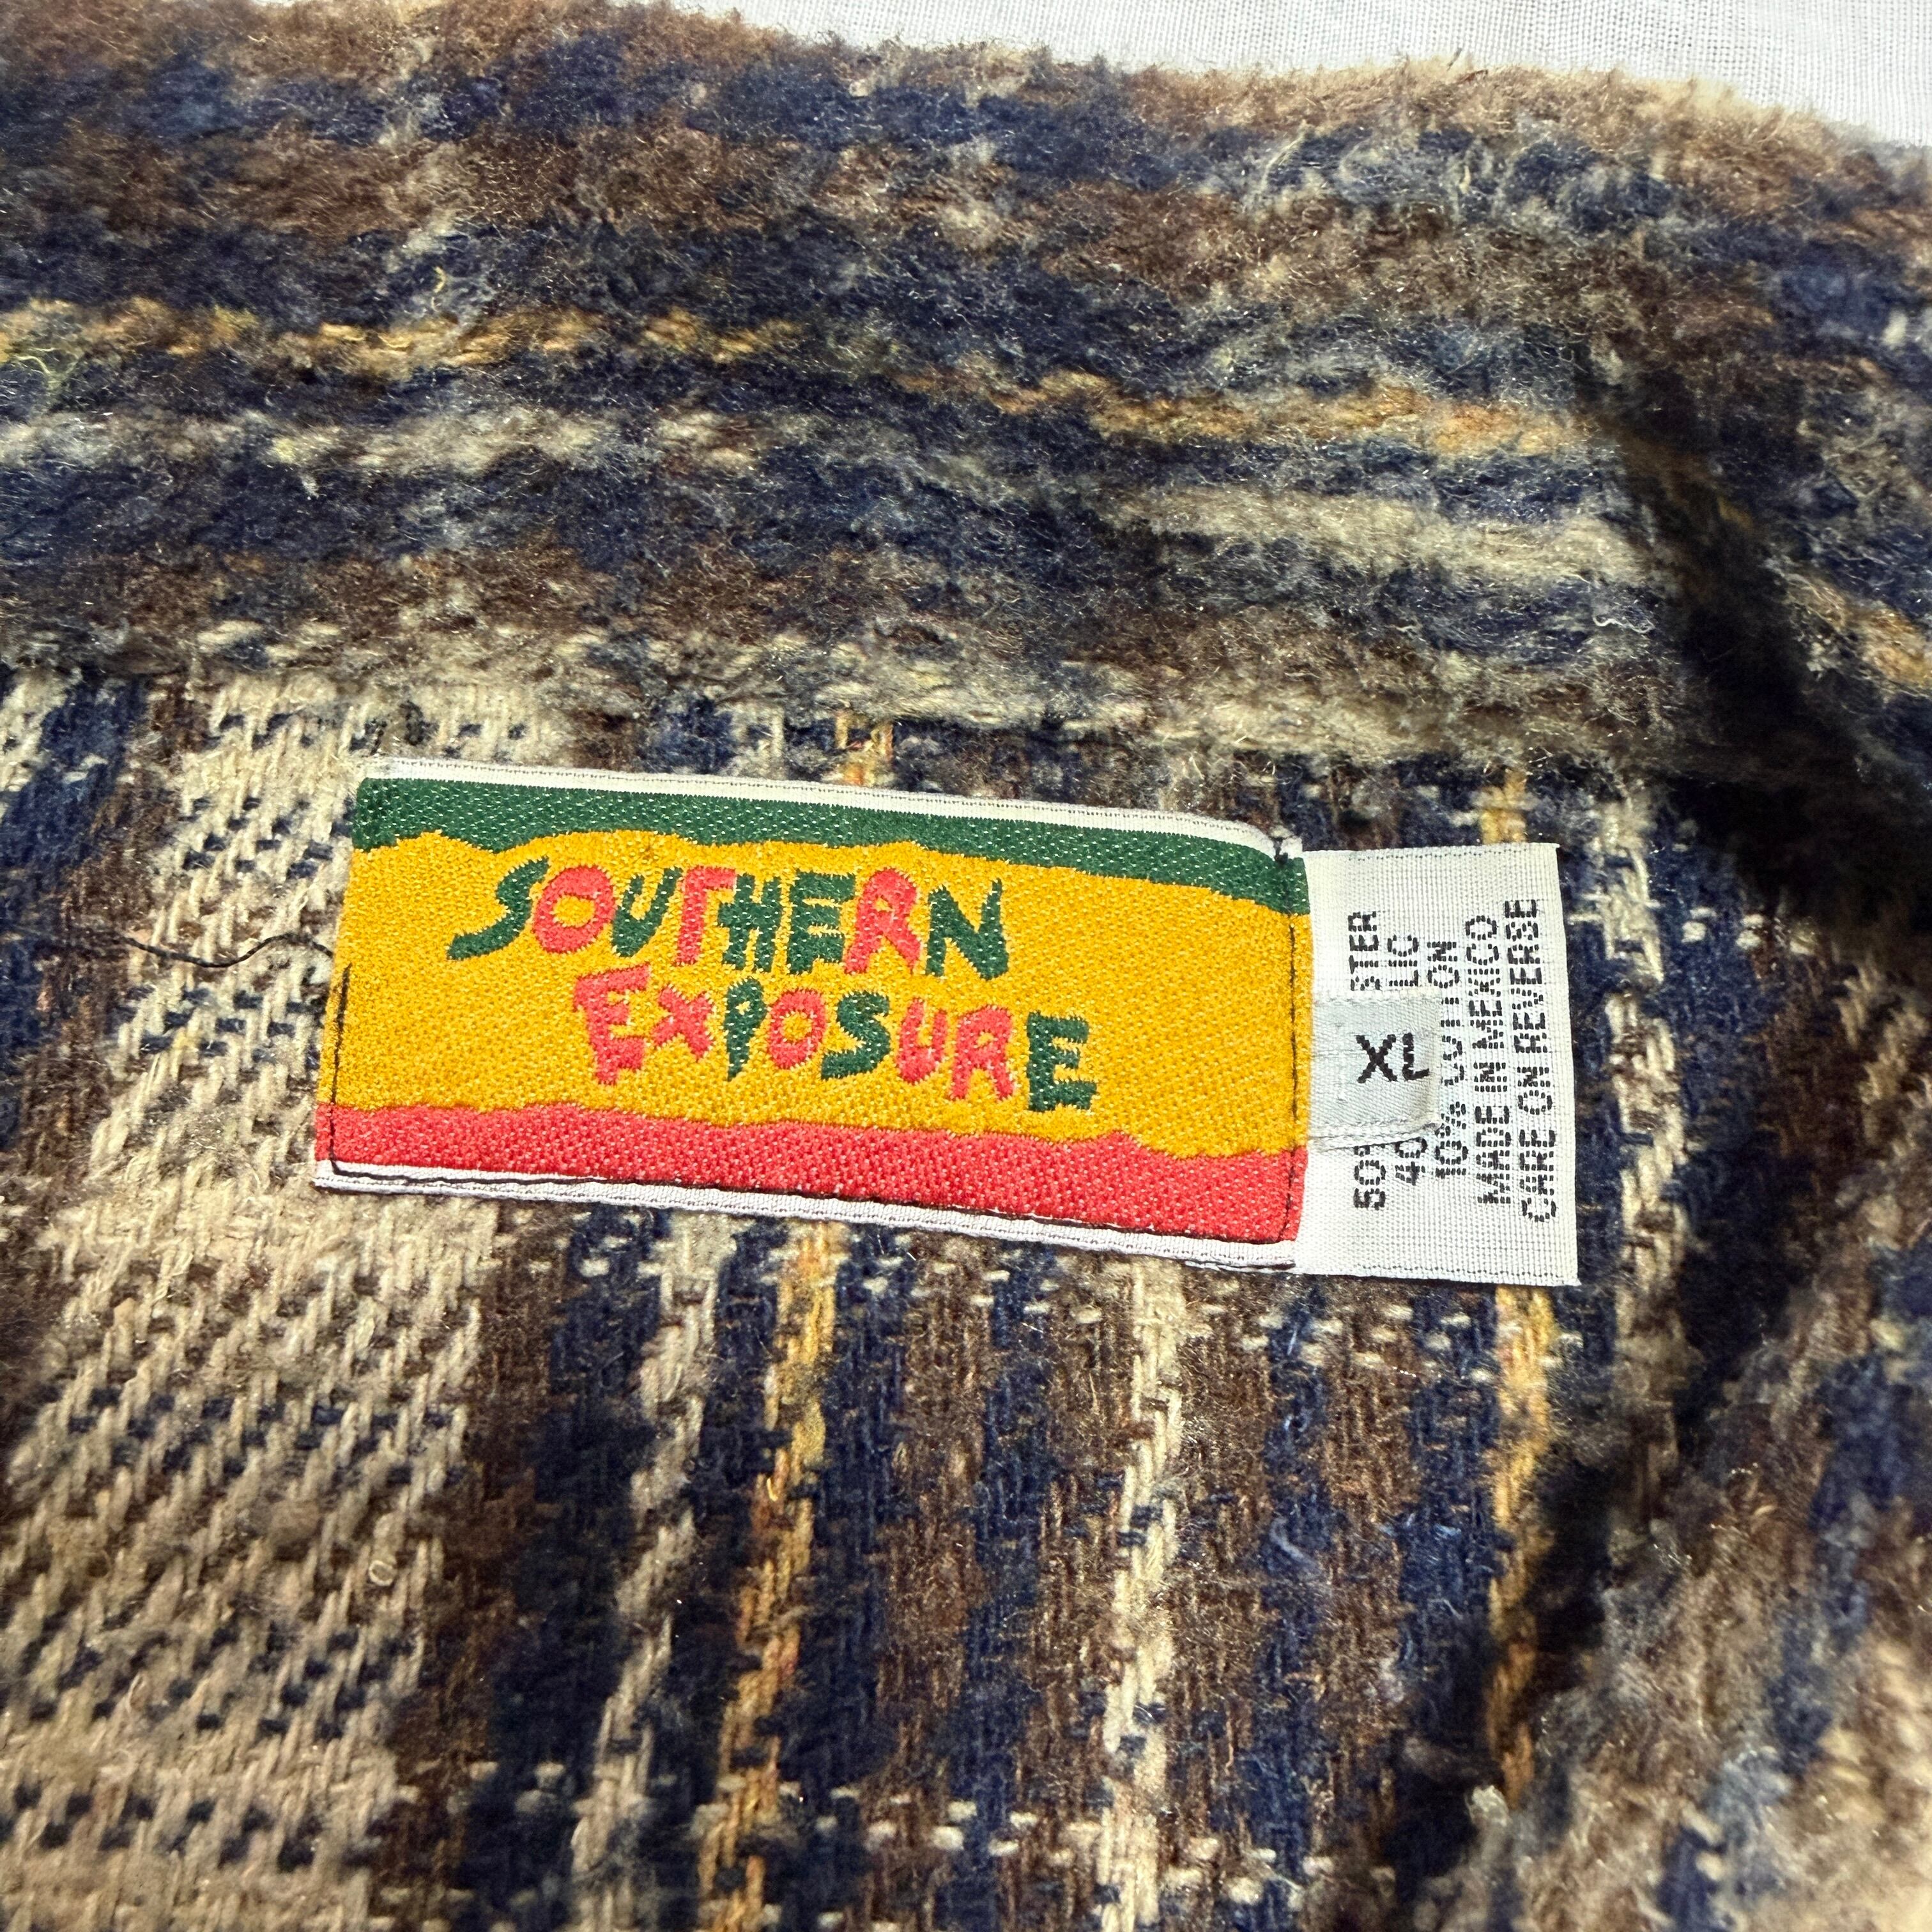 SOUTHERN
EXPOSURE
XL
10% COTTON
MADE IN MEXICO
CARE ON REVERSE